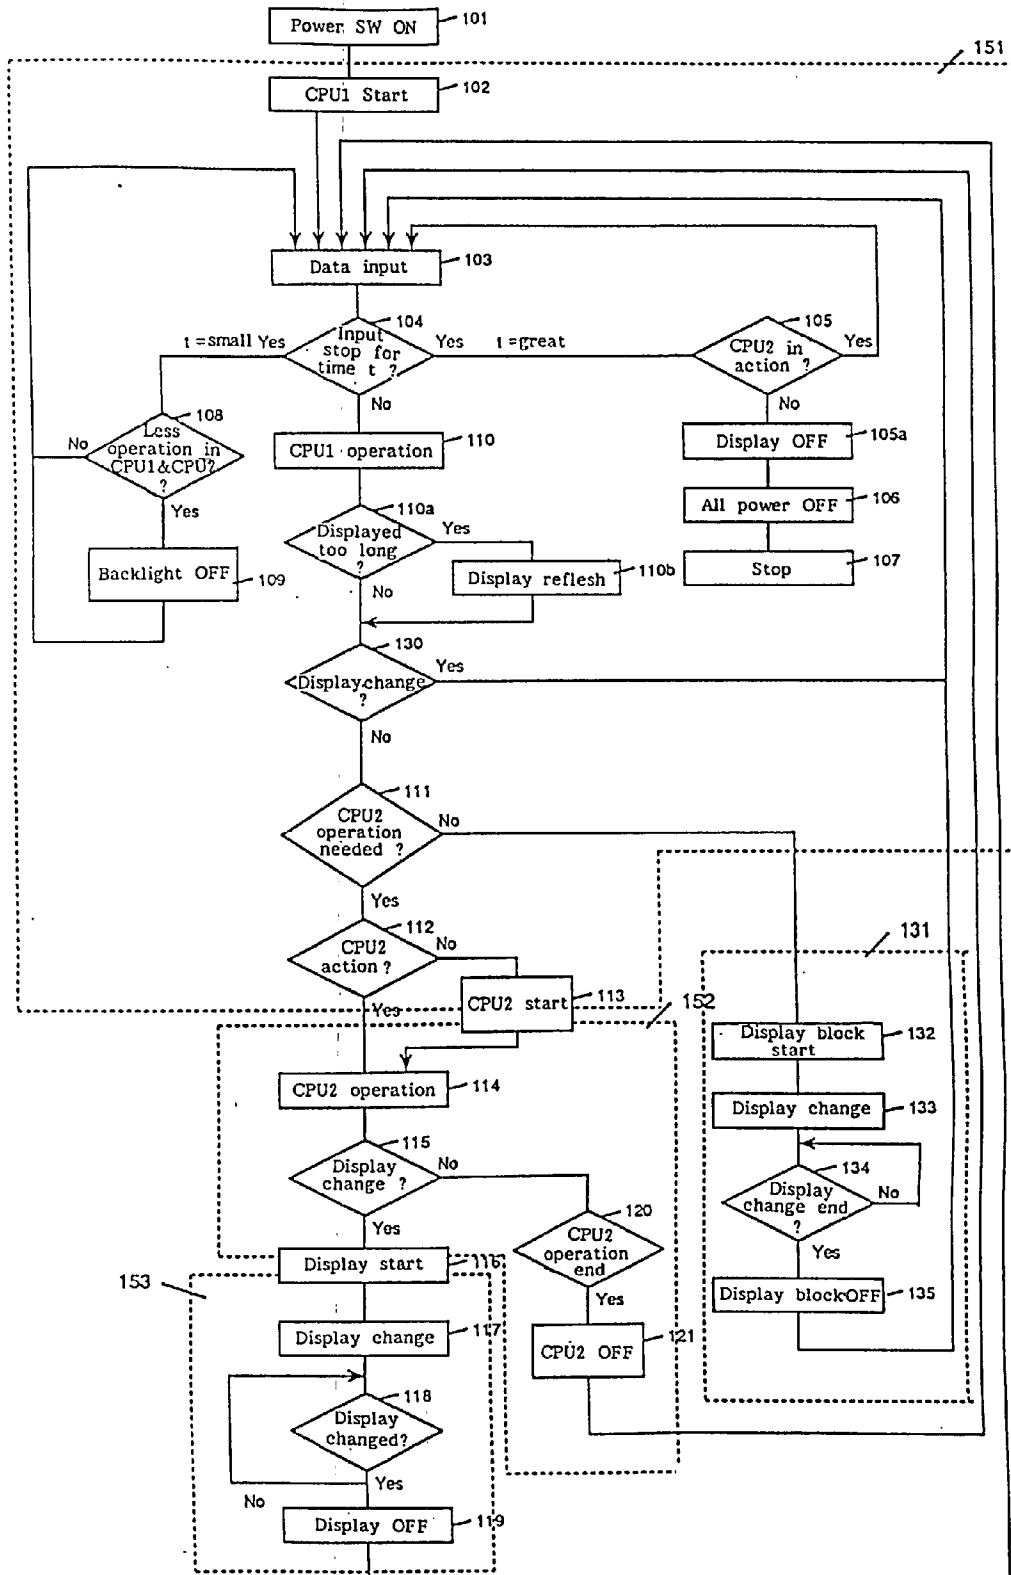 Power SW ON
101
151
CPU1 Start
102
Data input
103
104
Input
stop for
time t ?
t=small Yes
Yes
t=great
No
105
CPU2 in
action ?
Yes
No
108
Less
operation in
CPU1&CPU2
?
No
Yes
CPU1 operation
110
Display OFF
105a
All power OFF
106
Stop
107
110a
Displayed
too long
?
Yes
No
Display reflesh
110b
Backlight OFF
109
130
Display change
?
Yes
No
111
CPU2
operation
needed ?
No
Yes
112
CPU2
action ?
No
Yes
CPU2 start
113
152
131
Display block
start
132
CPU2 operation
114
Display change
133
115
Display
change ?
No
Yes
134
Display
change end
?
No
Yes
120
CPU2
operation
end
Yes
Display start
116
153
Display block OFF
135
Display change
117
CPU2 OFF
121
118
Display
changed?
Yes
No
Display OFF
119